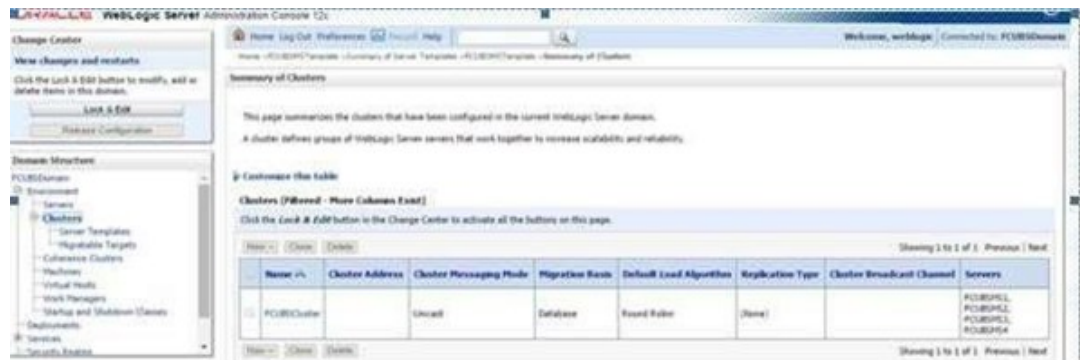 WebLogic Server Administration Console 12c
Change Center
View changes and restarts
Click the Lock & Edit button to modify, add or
delete items in this domain.
Lock & Edit
Release Configuration
Domain Structure
FCUBSDomain
Environment
Servers
Clusters
Server Templates
Migratable Targets
Coherence Clusters
Machines
Virtual Hosts
Work Managers
Startup and Shutdown Classes
Deployments
Services
Security Realms
Home Log Out Preferences Record Help
Welcome, weblogic Connected to: FCUBSDomain
Home >Summary of Server Templates >Summary of Clusters
Summary of Clusters
This page summarizes the clusters that have been configured in the current WebLogic Server domain.
A cluster defines groups of WebLogic Server servers that work together to increase scalability and reliability.
Customize this table
Clusters (Filtered - More Columns Exist)
Click the Lock & Edit button in the Change Center to activate all the buttons on this page.
New Clone Delete Showing 1 to 1 of 1 Previous | Next
Name Cluster Address Cluster Messaging Mode Migration Basis Default Load Algorithm Replication Type Cluster Broadcast Channel Servers
FCUBSCluster Unicast Database Round Robin (None)
New Clone Delete Showing 1 to 1 of 1 Previous | Next